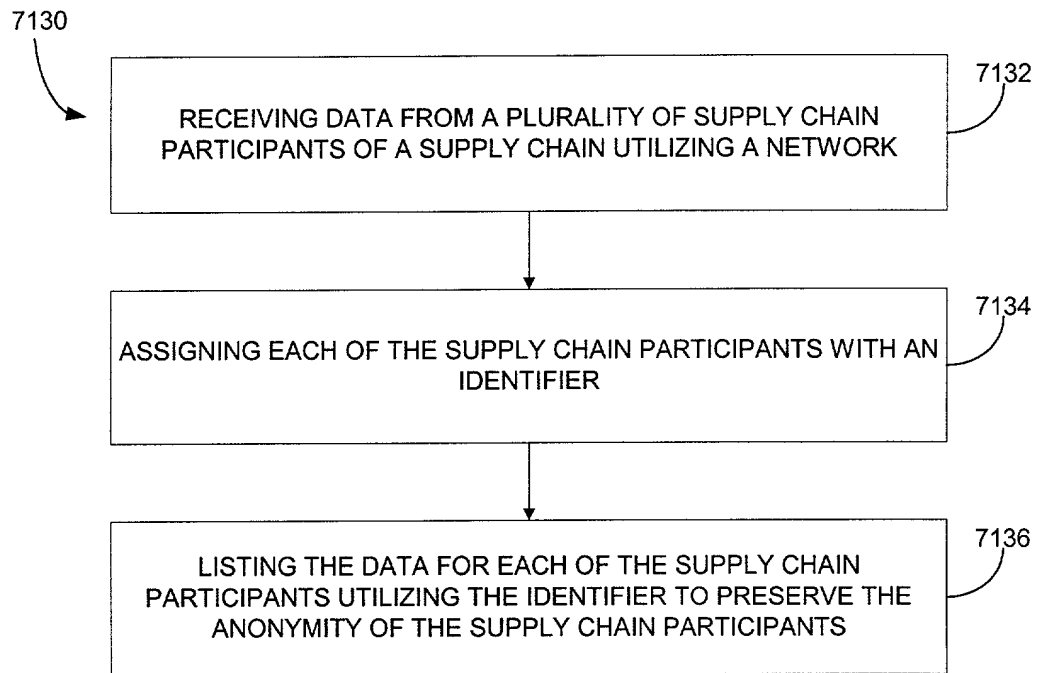 7130
7132
RECEIVING DATA FROM A PLURALITY OF SUPPLY CHAIN
PARTICIPANTS OF A SUPPLY CHAIN UTILIZING A NETWORK
7134
ASSIGNING EACH OF THE SUPPLY CHAIN PARTICIPANTS WITH AN
IDENTIFIER
7136
LISTING THE DATA FOR EACH OF THE SUPPLY CHAIN
PARTICIPANTS UTILIZING THE IDENTIFIER TO PRESERVE THE
ANONYMITY OF THE SUPPLY CHAIN PARTICIPANTS